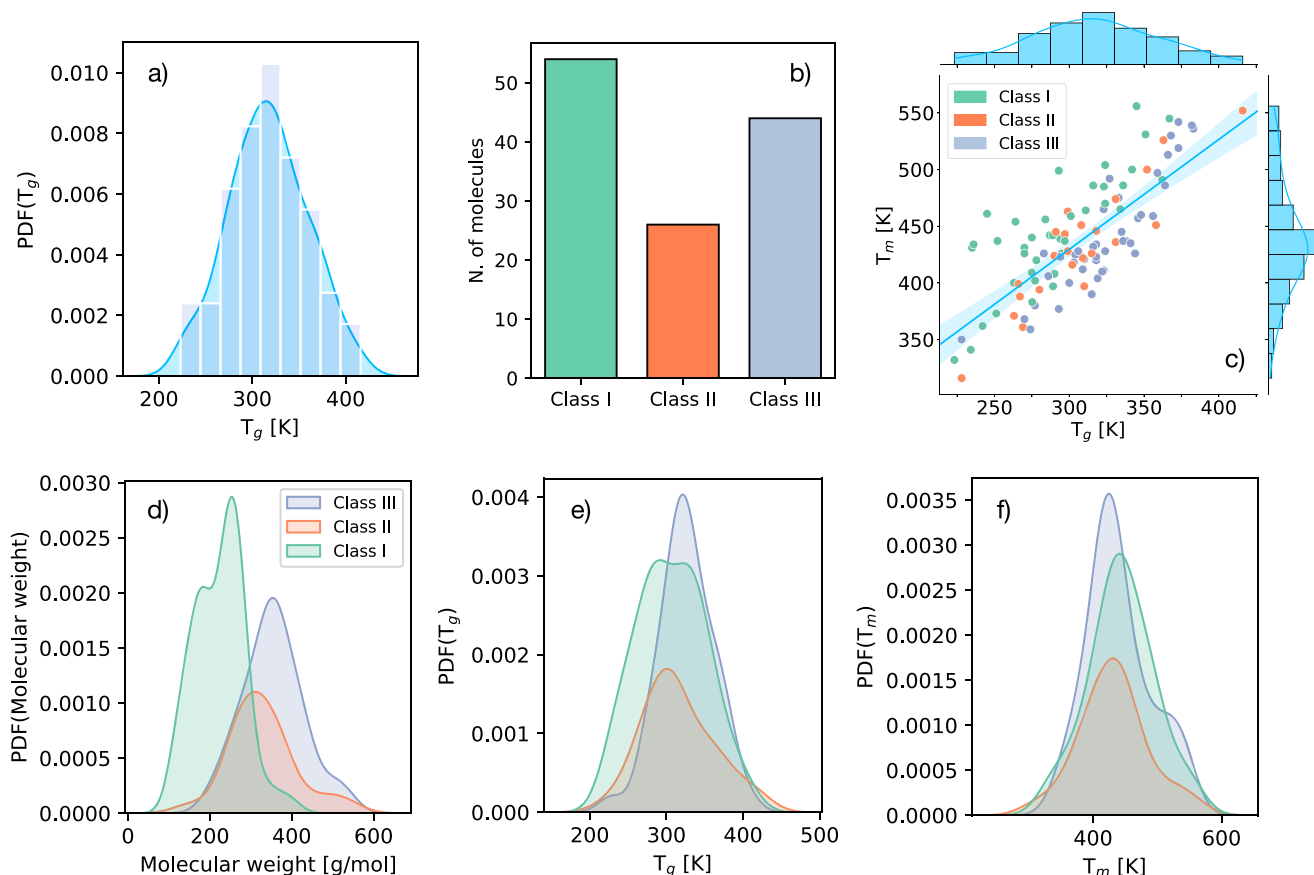 a)
0.010
0.008
0.006
0.004
0.002
0.000
PDF(T_g)
200
300
400
T_g [K]
b)
50
40
30
20
10
0
N. of molecules
Class I
Class II
Class III
Class I
Class II
Class III
550
500
450
400
350
T_m [K]
c)
250
275
300
325
350
375
400
T_g [K]
0.0030
0.0025
0.0020
0.0015
0.0010
0.0005
0.0000
PDF(Molecular weight)
d)
Class III
Class II
Class I
0
200
400
600
Molecular weight [g/mol]
e)
0.004
0.003
0.002
0.001
0.000
PDF(T_g)
200
300
400
500
T_g [K]
f)
0.0035
0.0030
0.0025
0.0020
0.0015
0.0010
0.0005
0.0000
PDF(T_m)
400
600
T_m [K]